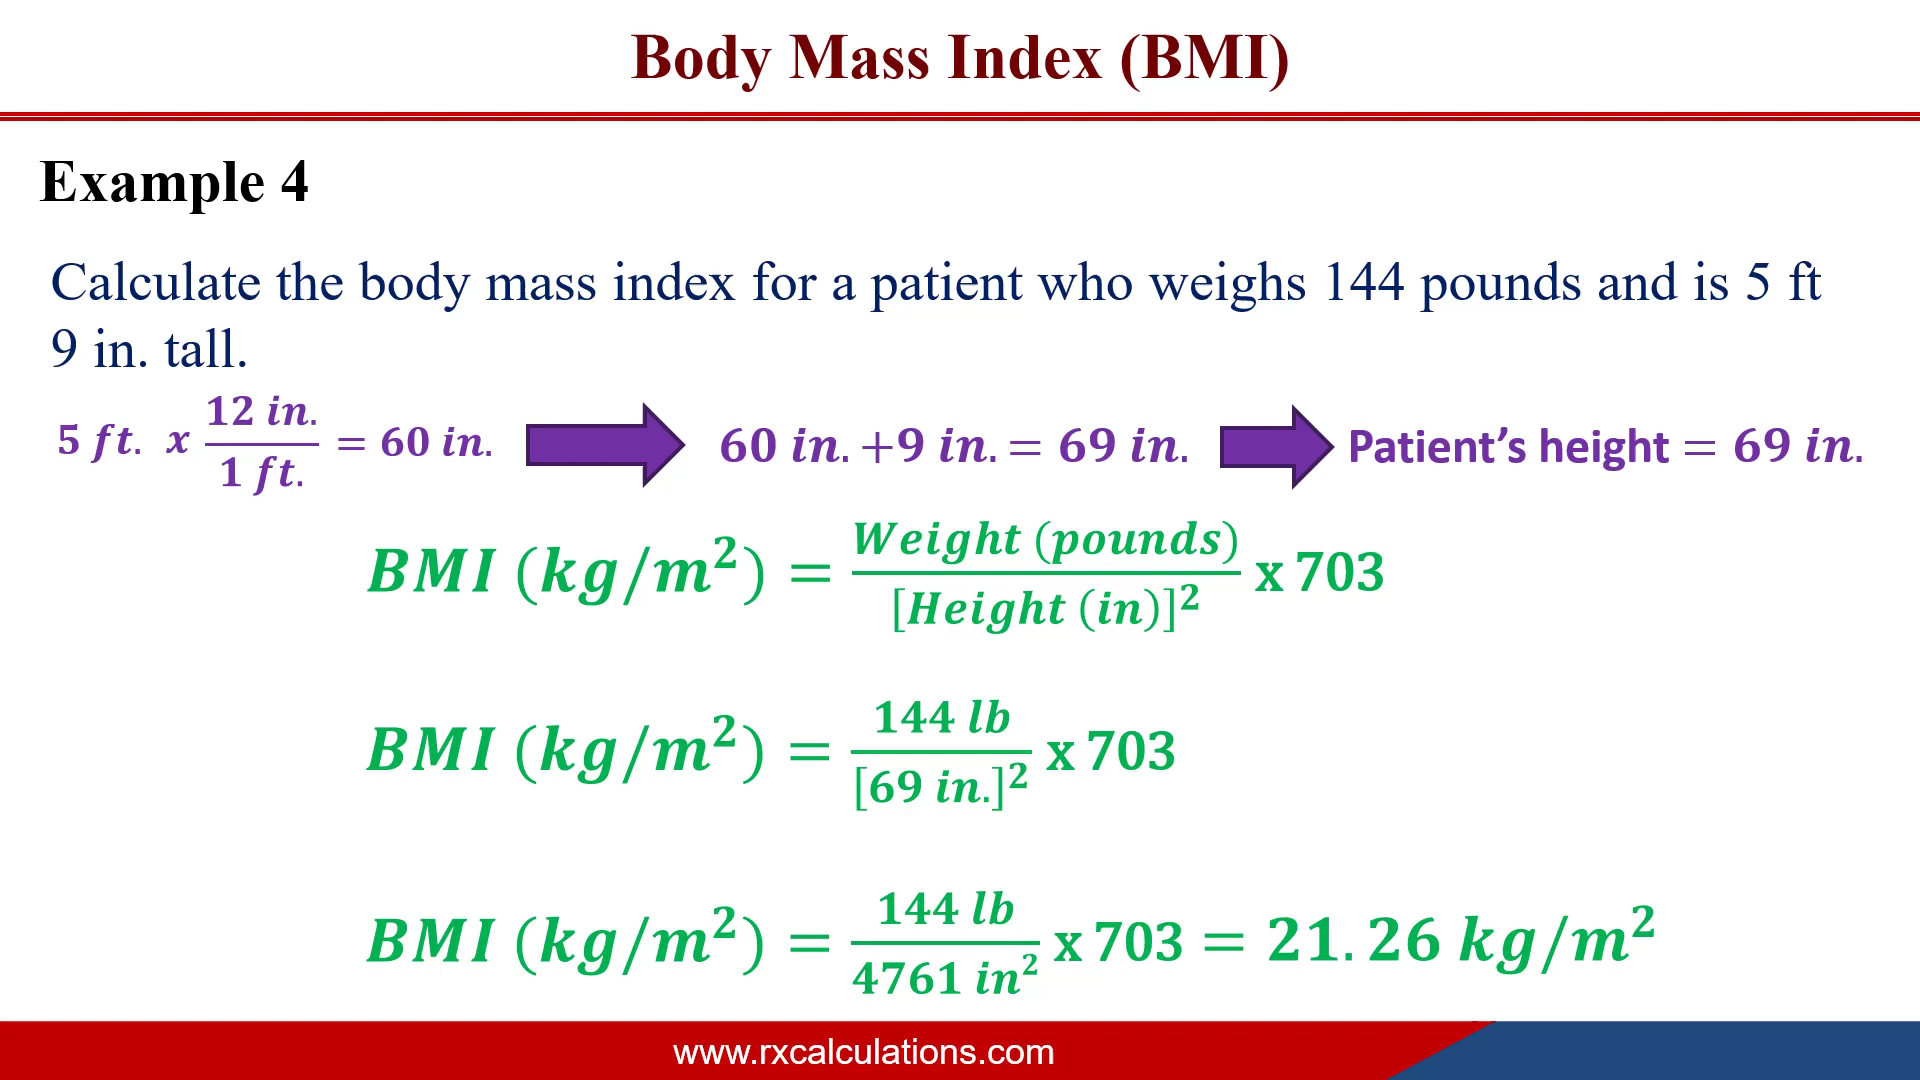 Body Mass Index (BMI)
Example 4
Calculate the body mass index for a patient who weighs 144 pounds and is 5 ft
9 in. tall.
5 ft. x 12 in. / 1 ft. = 60 in. 60 in. +9 in. = 69 in. Patient’s height = 69 in.
BMI (kg/m²) = Weight (pounds) / [Height (in)]² x 703
BMI (kg/m²) = 144 lb / [69 in.]² x 703
BMI (kg/m²) = 144 lb / 4761 in² x 703 = 21.26 kg/m²
www.rxcalculations.com